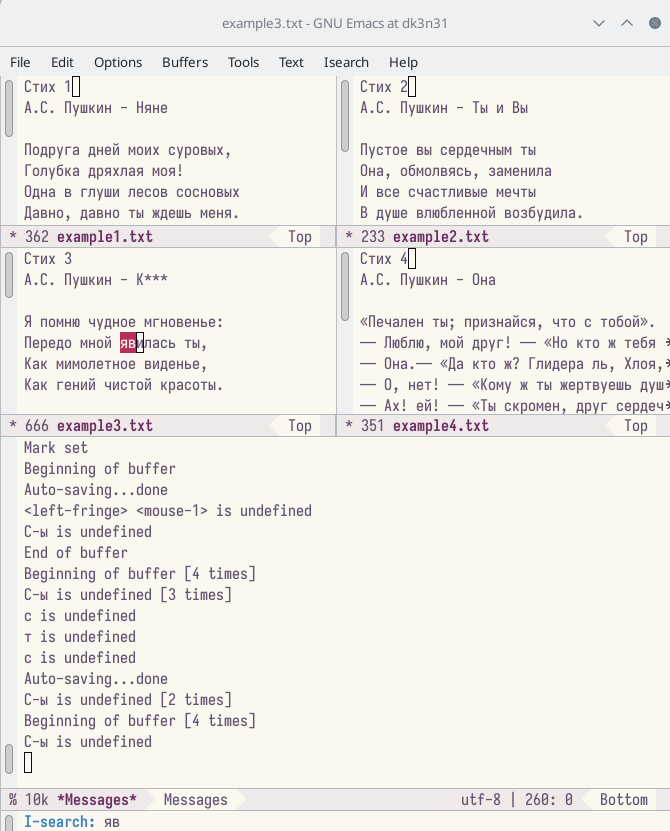 example3.txt - GNU Emacs at dk3n31
File Edit Options Buffers Tools Text Isearch Help
Стих 1
А.С. Пушкин - Няне
Подруга дней моих суровых,
Голубка дряхлая моя!
Одна в глуши лесов сосновых
Давно, давно ты ждешь меня.
* 362 example1.txt Top
Стих 2
А.С. Пушкин - Ты и Вы
Пустое вы сердечным ты
Она, обмолвясь, заменила
И все счастливые мечты
В душе влюбленной возбудила.
* 233 example2.txt Top
Стих 3
А.С. Пушкин - К***
Я помню чудное мгновенье:
Передо мной явилась ты,
Как мимолетное виденье,
Как гений чистой красоты.
* 666 example3.txt Top
Стих 4
А.С. Пушкин - Она
«Печален ты; признайся, что с тобой».
— Люблю, мой друг! — «Но кто ж тебя
— Она.— «Да кто ж? Глидера ль, Хлоя,
— О, нет! — «Кому ж ты жертвуешь душ
— Ах! ей! — «Ты скромен, друг сердеч
* 351 example4.txt Top
Mark set
Beginning of buffer
Auto-saving...done
<left-fringe> <mouse-1> is undefined
C-ы is undefined
End of buffer
Beginning of buffer [4 times]
C-ы is undefined [3 times]
с is undefined
т is undefined
с is undefined
Auto-saving...done
C-ы is undefined [2 times]
Beginning of buffer [4 times]
C-ы is undefined
% 10k *Messages* Messages utf-8 | 260: 0 Bottom
I-search: яв